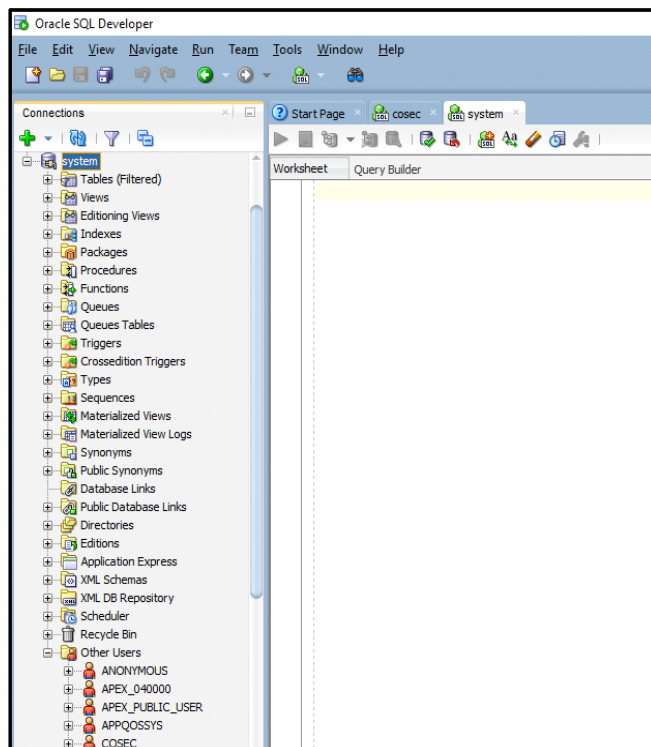 Oracle SQL Developer
File Edit View Navigate Run Team Tools Window Help
Connections
Start Page cosec system
Worksheet Query Builder
system
Tables (Filtered)
Views
Editioning Views
Indexes
Packages
Procedures
Functions
Queues
Queues Tables
Triggers
Crossedition Triggers
Types
Sequences
Materialized Views
Materialized View Logs
Synonyms
Public Synonyms
Database Links
Public Database Links
Directories
Editions
Application Express
XML Schemas
XML DB Repository
Scheduler
Recycle Bin
Other Users
ANONYMOUS
APEX_040000
APEX_PUBLIC_USER
APPQOSSYS
COSEC